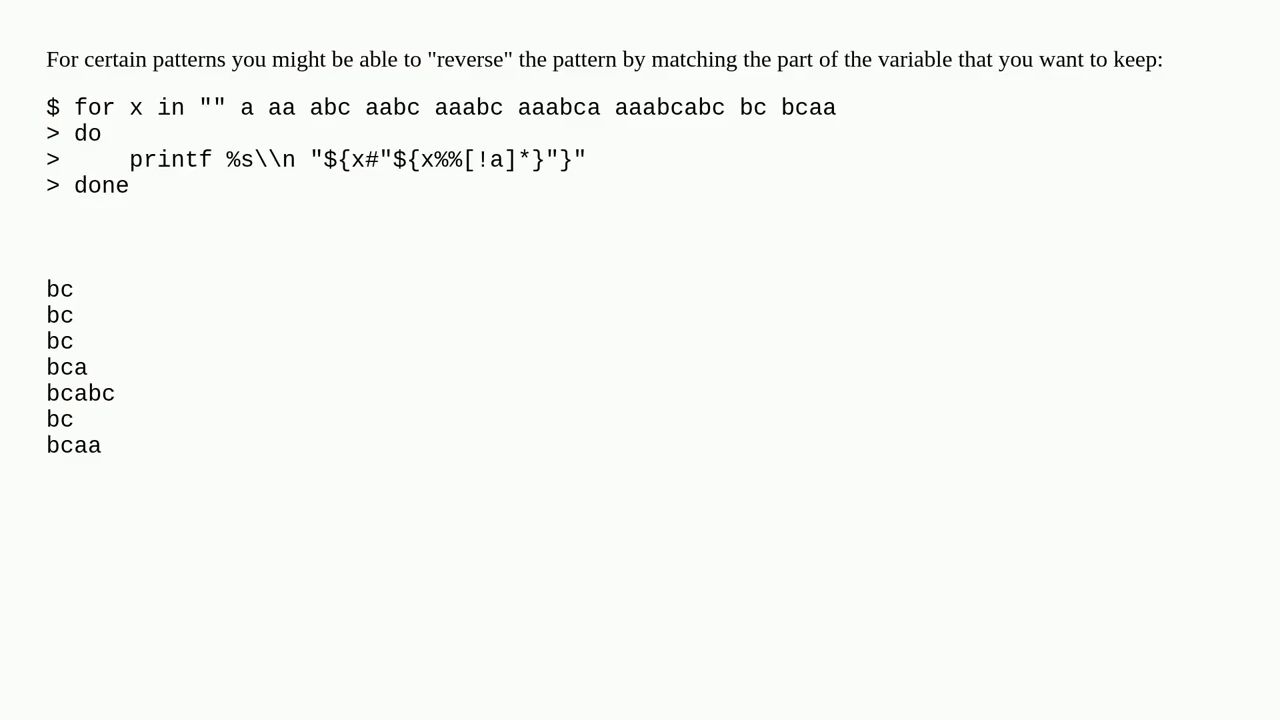 For certain patterns you might be able to "reverse" the pattern by matching the part of the variable that you want to keep:
$ for x in "" a aa abc aabc aaabc aaabca aaabcabc bc bcaa
> do
>     printf %s\\n "${x#"${x%%[!a]*}"}"
> done
bc
bc
bc
bca
bcabc
bc
bcaa